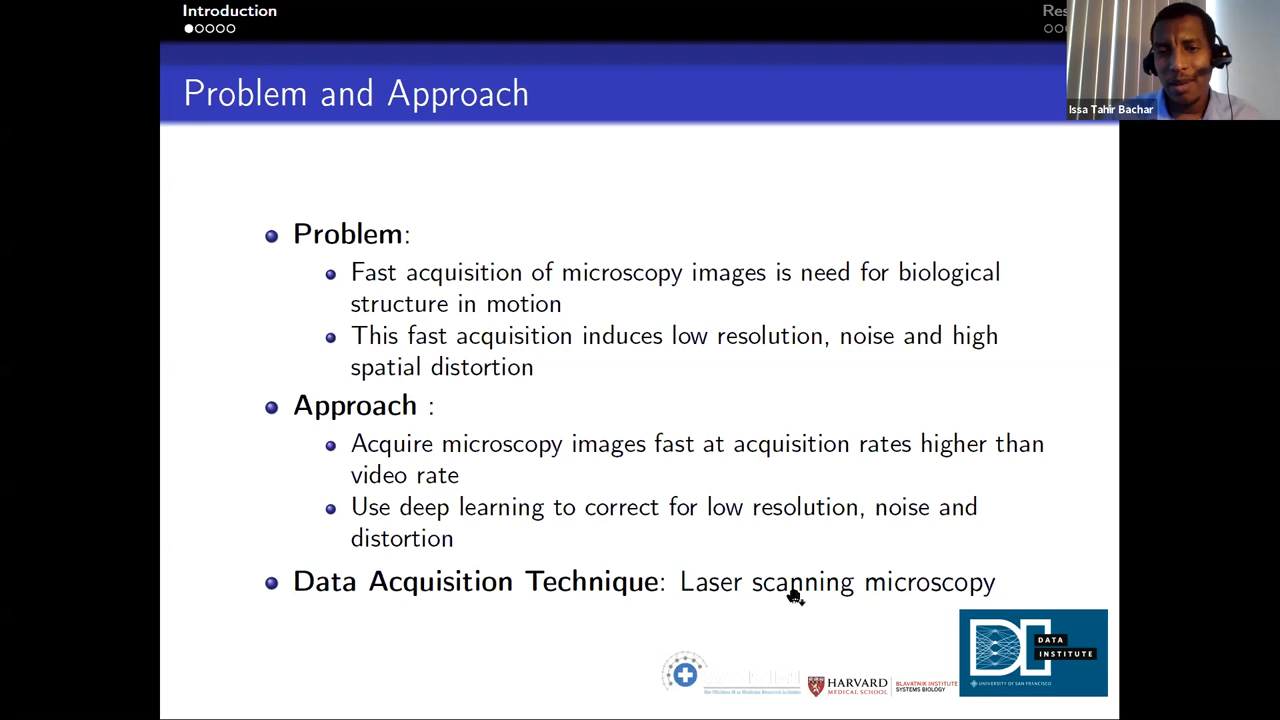 Introduction
Res
Issa Tahir Bachar
Problem and Approach
Problem:
Fast acquisition of microscopy images is need for biological
structure in motion
This fast acquisition induces low resolution, noise and high
spatial distortion
Approach :
Acquire microscopy images fast at acquisition rates higher than
video rate
Use deep learning to correct for low resolution, noise and
distortion
Data Acquisition Technique: Laser scanning microscopy
DATA
INSTITUTE
UNIVERSITY OF SAN FRANCISCO
HARVARD
MEDICAL SCHOOL
BLAVATNIK INSTITUTE
SYSTEMS BIOLOGY